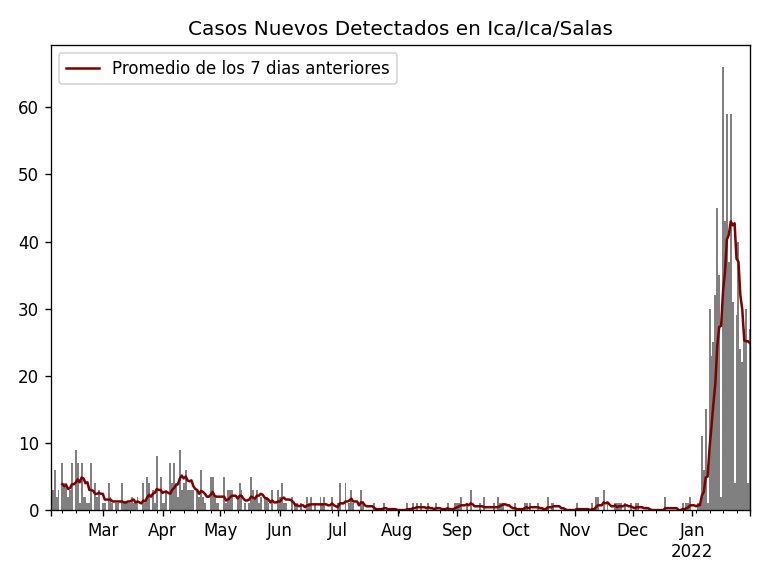 Casos Nuevos Detectados en Ica/Ica/Salas
Promedio de los 7 dias anteriores
60
50
40
30
20
10
0
Mar Apr May Jun Jul Aug Sep Oct Nov Dec Jan
2022